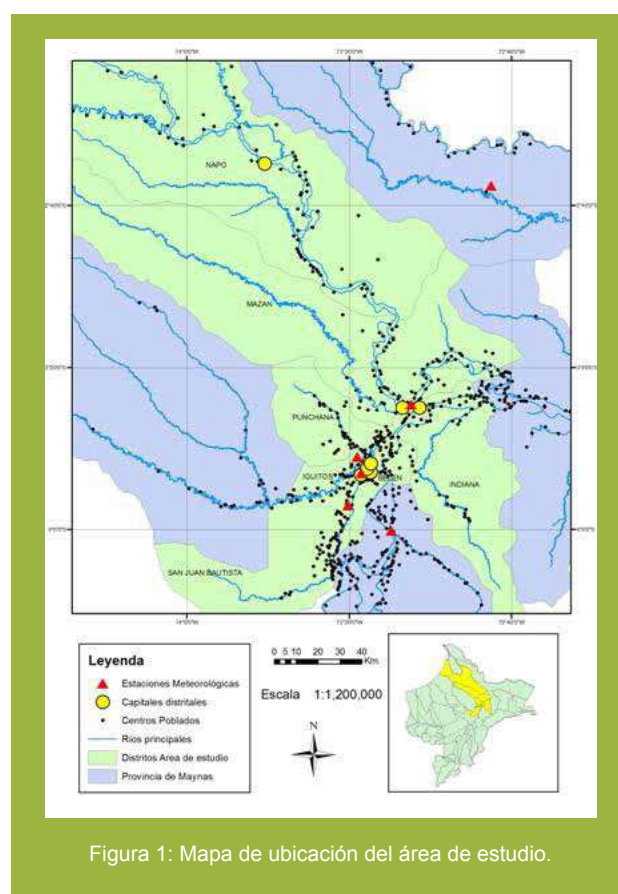 NAPO
MAZAN
PUNCHANA
IQUITOS
BELEN
INDIANA
SAN JUAN BAUTISTA
Leyenda
Estaciones Meteorológicas
Capitales distritales
Centros Poblados
Ríos principales
Distritos Area de estudio
Provincia de Maynas
0 5 10 20 30 40
Km.
Escala 1:1,200,000
N
Figura 1: Mapa de ubicación del área de estudio.